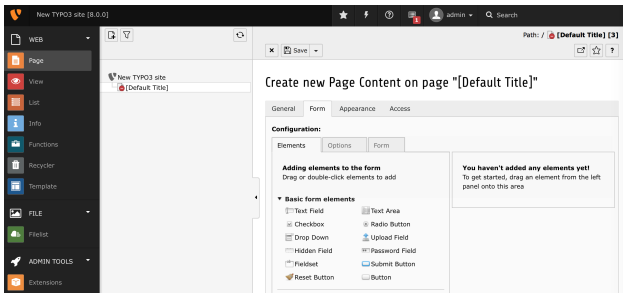 New TYPO3 site [8.0.0]
1
admin
Search
WEB
Page
View
List
Info
Functions
Recycler
Template
FILE
Filelist
ADMIN TOOLS
Extensions
New TYPO3 site
[Default Title]
Path: / [Default Title] [3]
Save
Create new Page Content on page "[Default Title]"
General Form Appearance Access
Configuration:
Elements Options Form
Adding elements to the form
Drag or double-click elements to add
Basic form elements
Text Field Text Area
Checkbox Radio Button
Drop Down Upload Field
Hidden Field Password Field
Fieldset Submit Button
Reset Button Button
You haven't added any elements yet!
To get started, drag an element from the left
panel onto this area